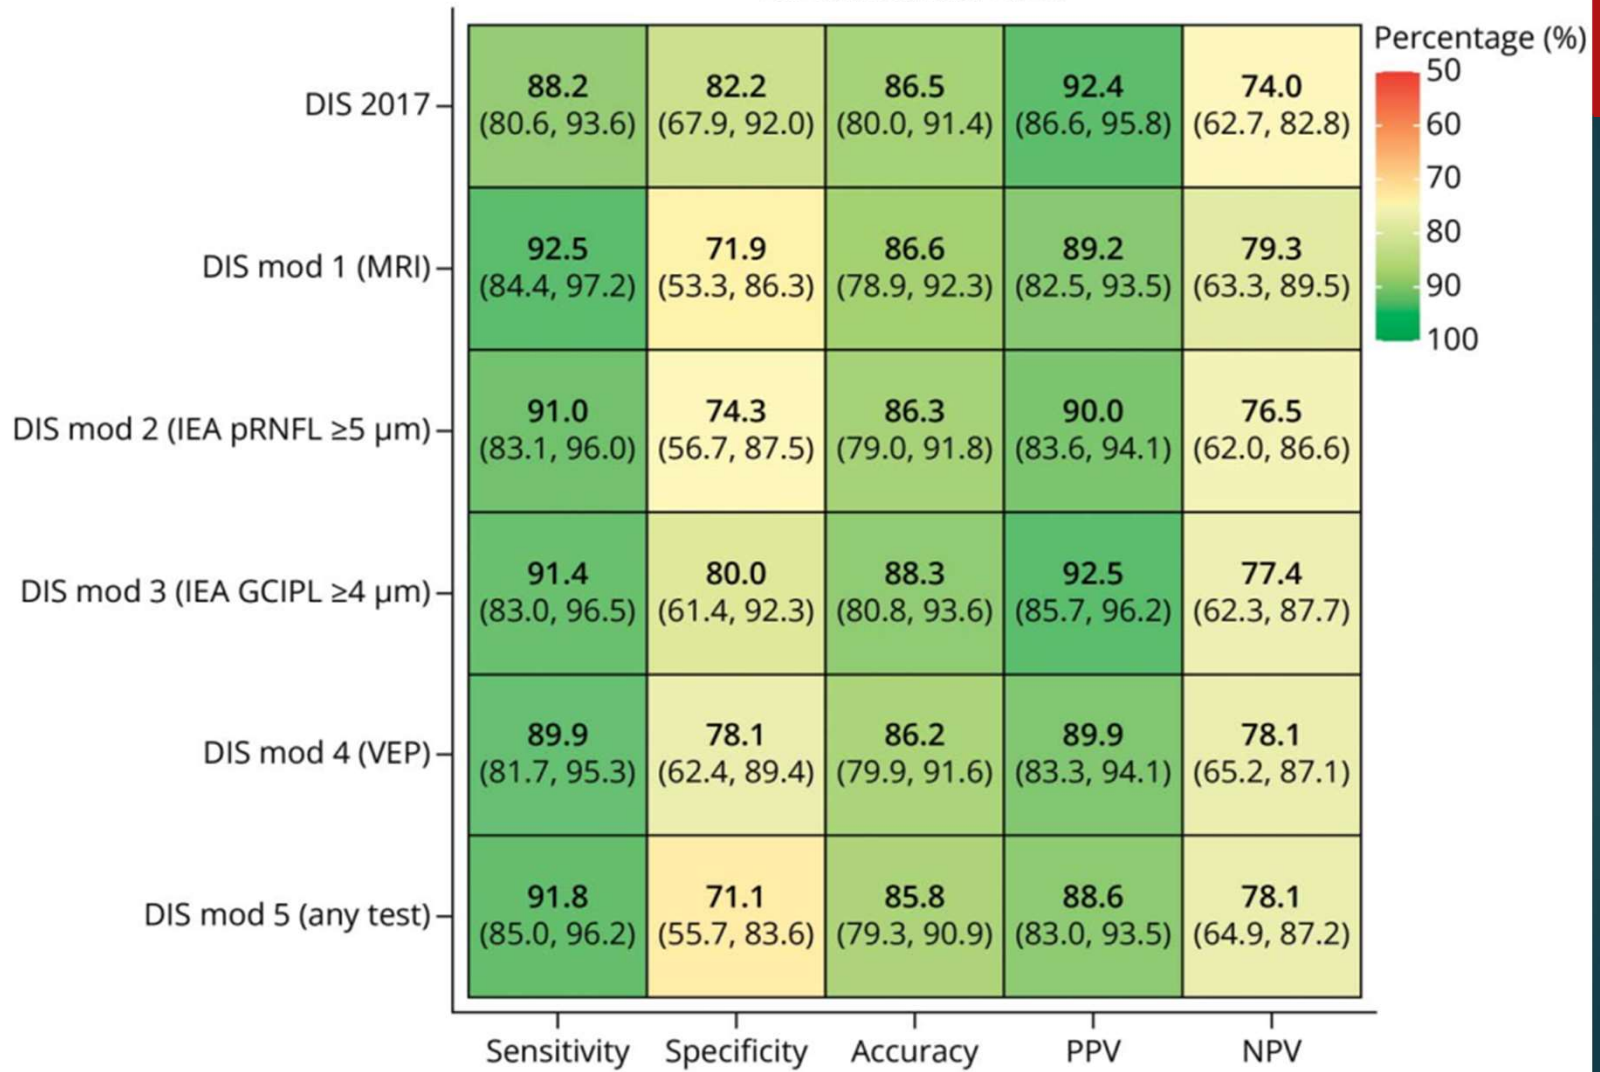 Percentage (%)
50
60
70
80
90
100
DIS 2017
88.2 82.2 86.5 92.4 74.0
(80.6, 93.6) (67.9, 92.0) (80.0, 91.4) (86.6, 95.8) (62.7, 82.8)
DIS mod 1 (MRI)
92.5 71.9 86.6 89.2 79.3
(84.4, 97.2) (53.3, 86.3) (78.9, 92.3) (82.5, 93.5) (63.3, 89.5)
DIS mod 2 (IEA pRNFL ≥5 µm)
91.0 74.3 86.3 90.0 76.5
(83.1, 96.0) (56.7, 87.5) (79.0, 91.8) (83.6, 94.1) (62.0, 86.6)
DIS mod 3 (IEA GCIPL ≥4 µm)
91.4 80.0 88.3 92.5 77.4
(83.0, 96.5) (61.4, 92.3) (80.8, 93.6) (85.7, 96.2) (62.3, 87.7)
DIS mod 4 (VEP)
89.9 78.1 86.2 89.9 78.1
(81.7, 95.3) (62.4, 89.4) (79.9, 91.6) (83.3, 94.1) (65.2, 87.1)
DIS mod 5 (any test)
91.8 71.1 85.8 88.6 78.1
(85.0, 96.2) (55.7, 83.6) (79.3, 90.9) (83.0, 93.5) (64.9, 87.2)
Sensitivity Specificity Accuracy PPV NPV